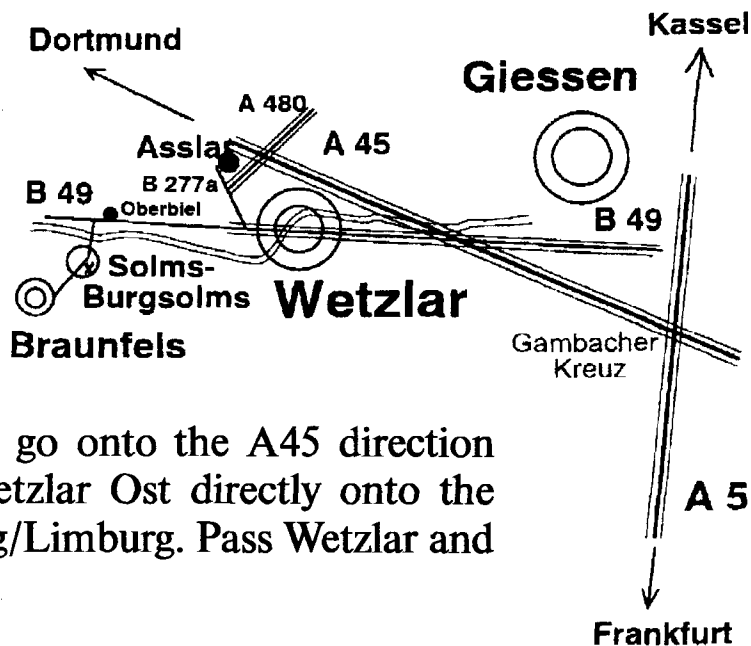 Kassel
Dortmund
Giessen
A 480
Asslar
A 45
B 277a
B 49
Oberbiel
B 49
Solms-
Burgsolms
Wetzlar
Braunfels
Gambacher
Kreuz
go onto the A45 direction
etzlar Ost directly onto the
g/Limburg. Pass Wetzlar and
A 5
Frankfurt